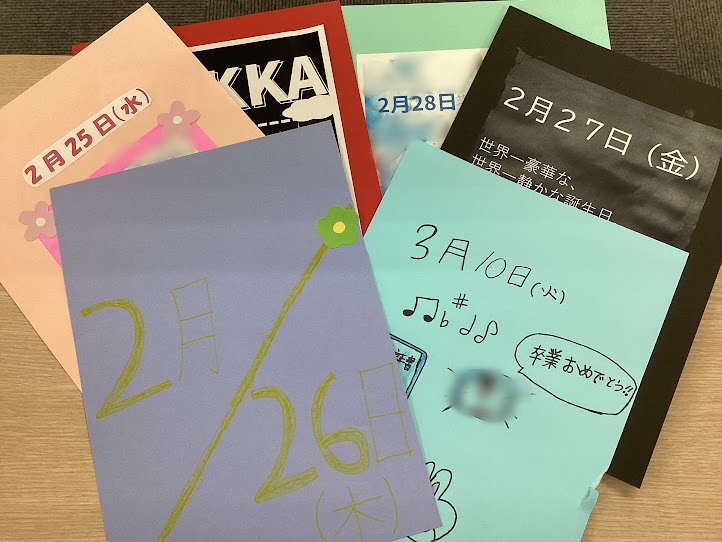 2月25日(水)
KKA
2月28日
2月27日(金)
世界一豪華な、
世界一静かな誕生日
2月
26日
(木)
3月10日(火)
卒業おめでとう!!